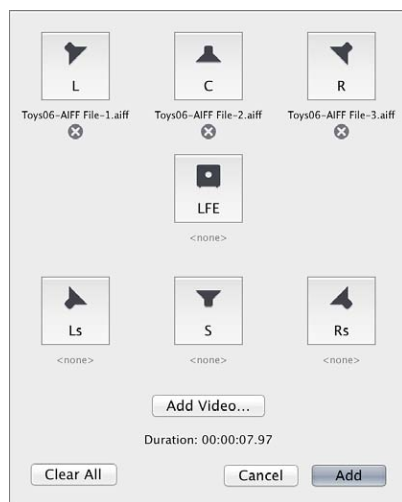 L
C
R
Toys06-AIFF File-1.aiff
Toys06-AIFF File-2.aiff
Toys06-AIFF File-3.aiff
LFE
<none>
Ls
S
Rs
<none>
<none>
<none>
Add Video...
Duration: 00:00:07.97
Clear All
Cancel
Add